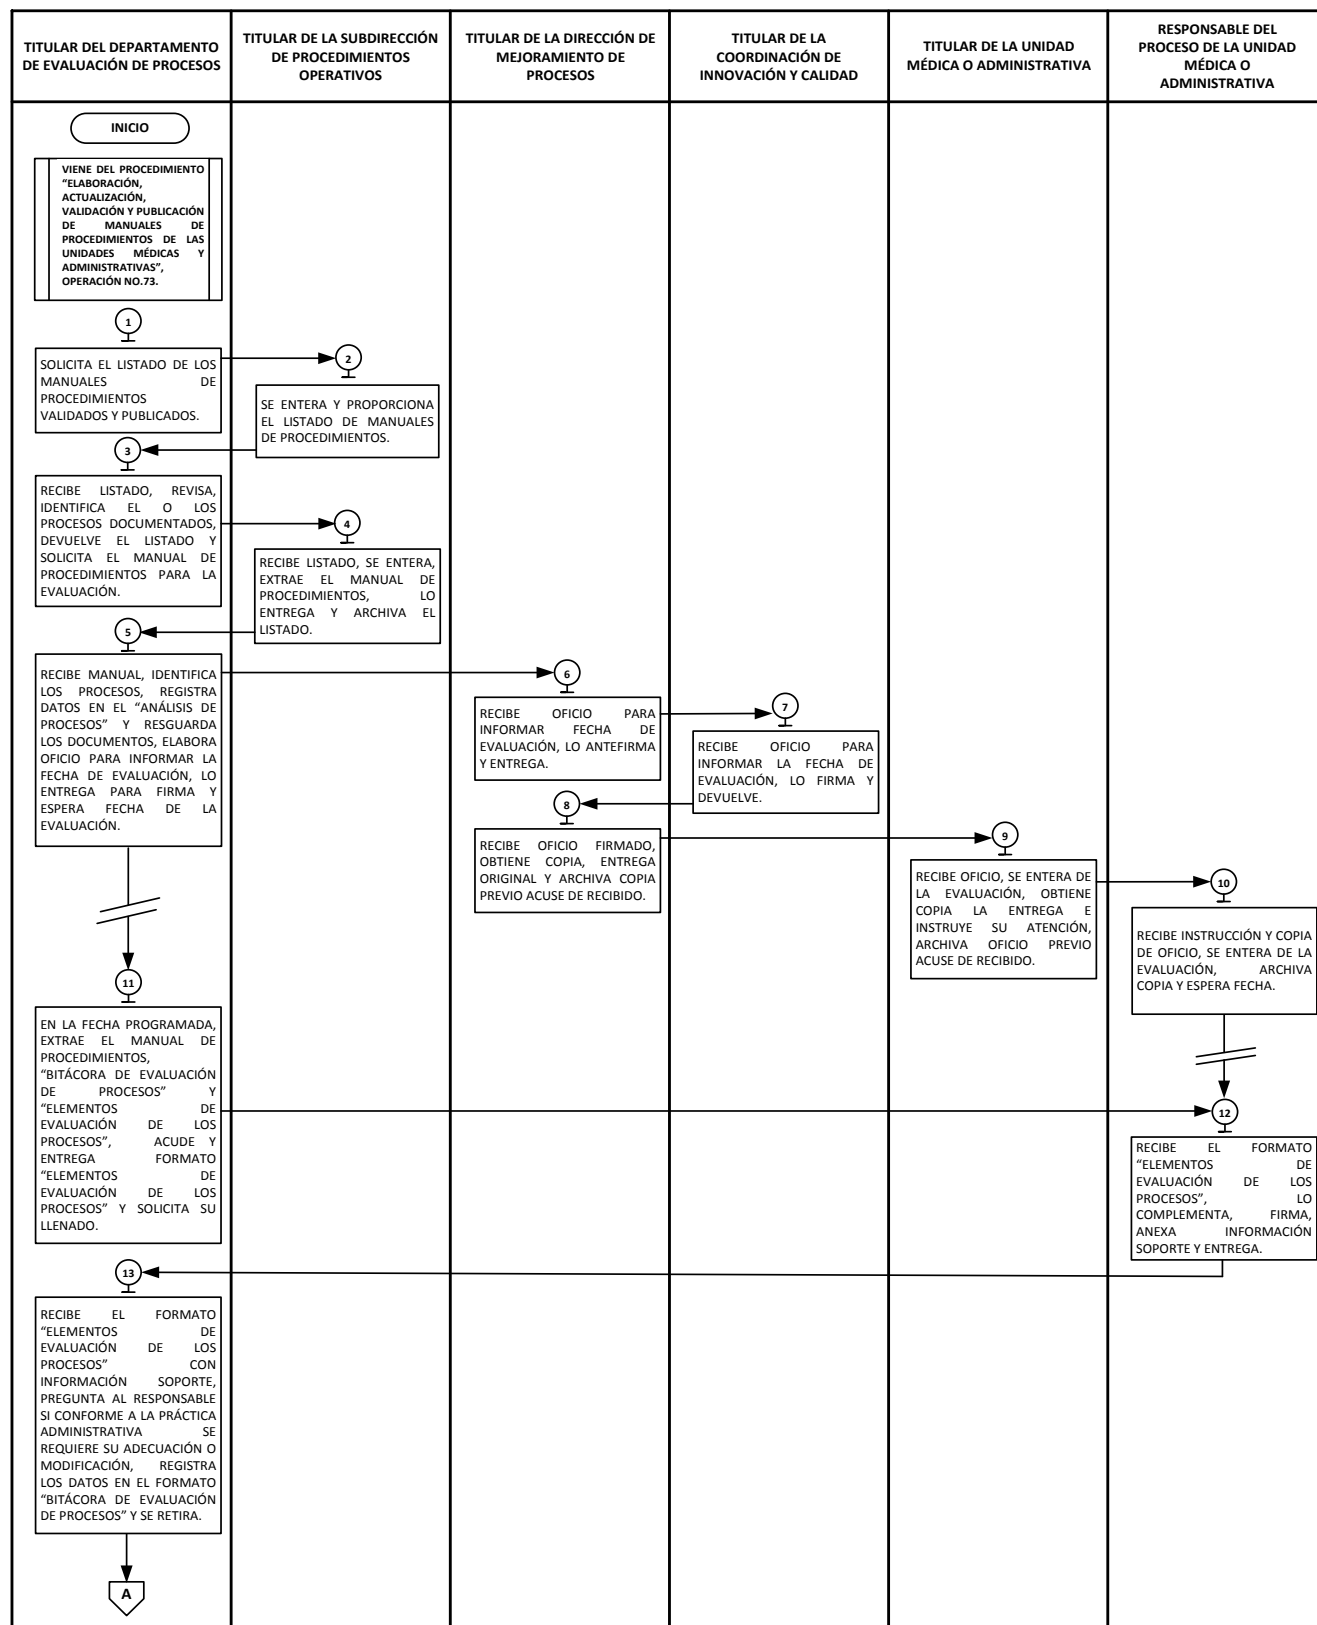 TITULAR DEL DEPARTAMENTO
DE EVALUACIÓN DE PROCESOS
TITULAR DE LA SUBDIRECCIÓN
DE PROCEDIMIENTOS
OPERATIVOS
TITULAR DE LA DIRECCIÓN DE
MEJORAMIENTO DE
PROCESOS
TITULAR DE LA
COORDINACIÓN DE
INNOVACIÓN Y CALIDAD
TITULAR DE LA UNIDAD
MÉDICA O ADMINISTRATIVA
RESPONSABLE DEL
PROCESO DE LA UNIDAD
MÉDICA O
ADMINISTRATIVA
INICIO
VIENE DEL PROCEDIMIENTO
“ELABORACIÓN,
ACTUALIZACIÓN,
VALIDACIÓN Y PUBLICACIÓN
DE MANUALES DE
PROCEDIMIENTOS DE LAS
UNIDADES MÉDICAS Y
ADMINISTRATIVAS”,
OPERACIÓN NO.73.
1
SOLICITA EL LISTADO DE LOS
MANUALES DE
PROCEDIMIENTOS
VALIDADOS Y PUBLICADOS.
2
SE ENTERA Y PROPORCIONA
EL LISTADO DE MANUALES
DE PROCEDIMIENTOS.
3
RECIBE LISTADO, REVISA,
IDENTIFICA EL O LOS
PROCESOS DOCUMENTADOS,
DEVUELVE EL LISTADO Y
SOLICITA EL MANUAL DE
PROCEDIMIENTOS PARA LA
EVALUACIÓN.
4
RECIBE LISTADO, SE ENTERA,
EXTRAE EL MANUAL DE
PROCEDIMIENTOS, LO
ENTREGA Y ARCHIVA EL
LISTADO.
5
RECIBE MANUAL, IDENTIFICA
LOS PROCESOS, REGISTRA
DATOS EN EL “ANÁLISIS DE
PROCESOS” Y RESGUARDA
LOS DOCUMENTOS, ELABORA
OFICIO PARA INFORMAR LA
FECHA DE EVALUACIÓN, LO
ENTREGA PARA FIRMA Y
ESPERA FECHA DE LA
EVALUACIÓN.
6
RECIBE OFICIO PARA
INFORMAR FECHA DE
EVALUACIÓN, LO ANTEFIRMA
Y ENTREGA.
7
RECIBE OFICIO PARA
INFORMAR LA FECHA DE
EVALUACIÓN, LO FIRMA Y
DEVUELVE.
8
RECIBE OFICIO FIRMADO,
OBTIENE COPIA, ENTREGA
ORIGINAL Y ARCHIVA COPIA
PREVIO ACUSE DE RECIBIDO.
9
RECIBE OFICIO, SE ENTERA DE
LA EVALUACIÓN, OBTIENE
COPIA LA ENTREGA E
INSTRUYE SU ATENCIÓN,
ARCHIVA OFICIO PREVIO
ACUSE DE RECIBIDO.
10
RECIBE INSTRUCCIÓN Y COPIA
DE OFICIO, SE ENTERA DE LA
EVALUACIÓN, ARCHIVA
COPIA Y ESPERA FECHA.
11
EN LA FECHA PROGRAMADA,
EXTRAE EL MANUAL DE
PROCEDIMIENTOS,
“BITÁCORA DE EVALUACIÓN
DE PROCESOS” Y
“ELEMENTOS DE
EVALUACIÓN DE LOS
PROCESOS”, ACUDE Y
ENTREGA FORMATO
“ELEMENTOS DE
EVALUACIÓN DE LOS
PROCESOS” Y SOLICITA SU
LLENADO.
12
RECIBE EL FORMATO
“ELEMENTOS DE
EVALUACIÓN DE LOS
PROCESOS”, LO
COMPLEMENTA, FIRMA,
ANEXA INFORMACIÓN
SOPORTE Y ENTREGA.
13
RECIBE EL FORMATO
“ELEMENTOS DE
EVALUACIÓN DE LOS
PROCESOS” CON
INFORMACIÓN SOPORTE,
PREGUNTA AL RESPONSABLE
SI CONFORME A LA PRÁCTICA
ADMINISTRATIVA SE
REQUIERE SU ADECUACIÓN O
MODIFICACIÓN, REGISTRA
LOS DATOS EN EL FORMATO
“BITÁCORA DE EVALUACIÓN
DE PROCESOS” Y SE RETIRA.
A